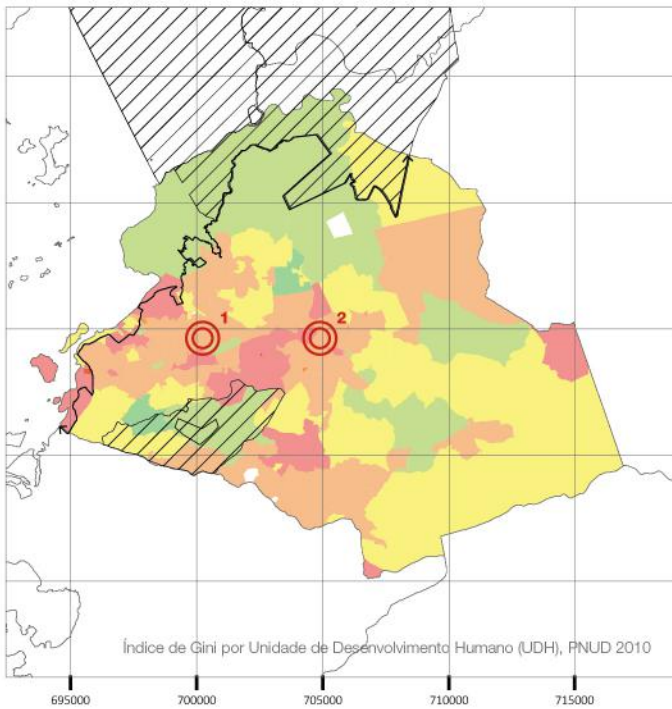 1
2
Índice de Gini por Unidade de Desenvolvimento Humano (UDH), PNUD 2010
695000 700000 705000 710000 715000